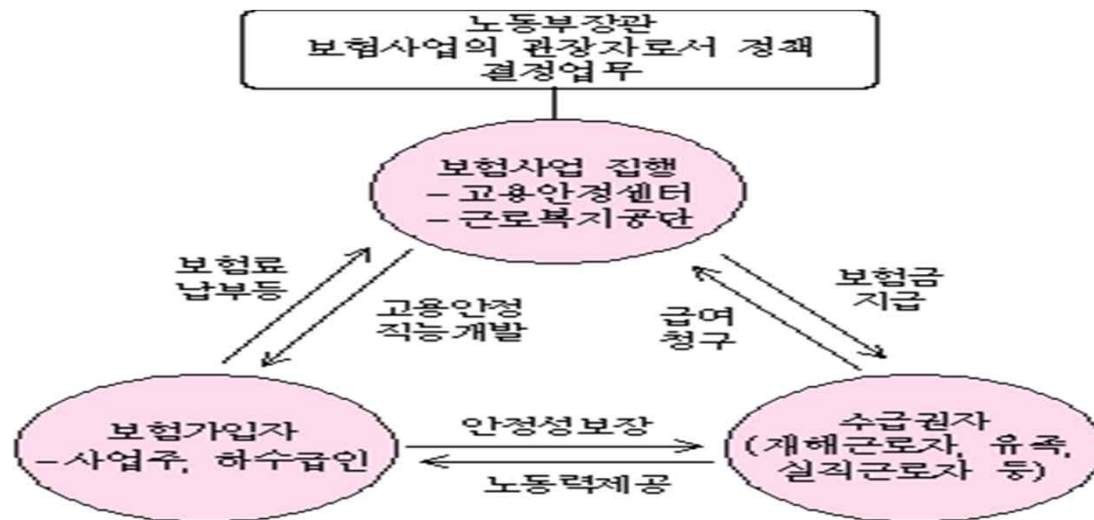 노동부장관
보험사업의 관장자로서 정책
결정업무
보험사업 집행
- 고용안정센터
- 근로복지공단
보험료
납부등
고용안정
직능개발
급여
청구
보험금
지급
보험가입자
- 사업주, 하수급인
안정성보장
노동력제공
수급권자
(재해근로자, 유족,
실직근로자 등)